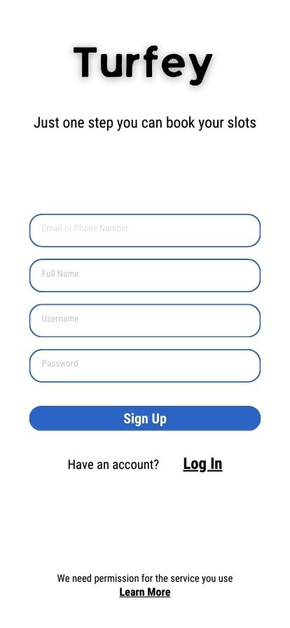 Turfey
Just one step you can book your slots
Email or Phone Number
Full Name
Username
Password
Sign Up
Have an account? Log In
We need permission for the service you use
Learn More